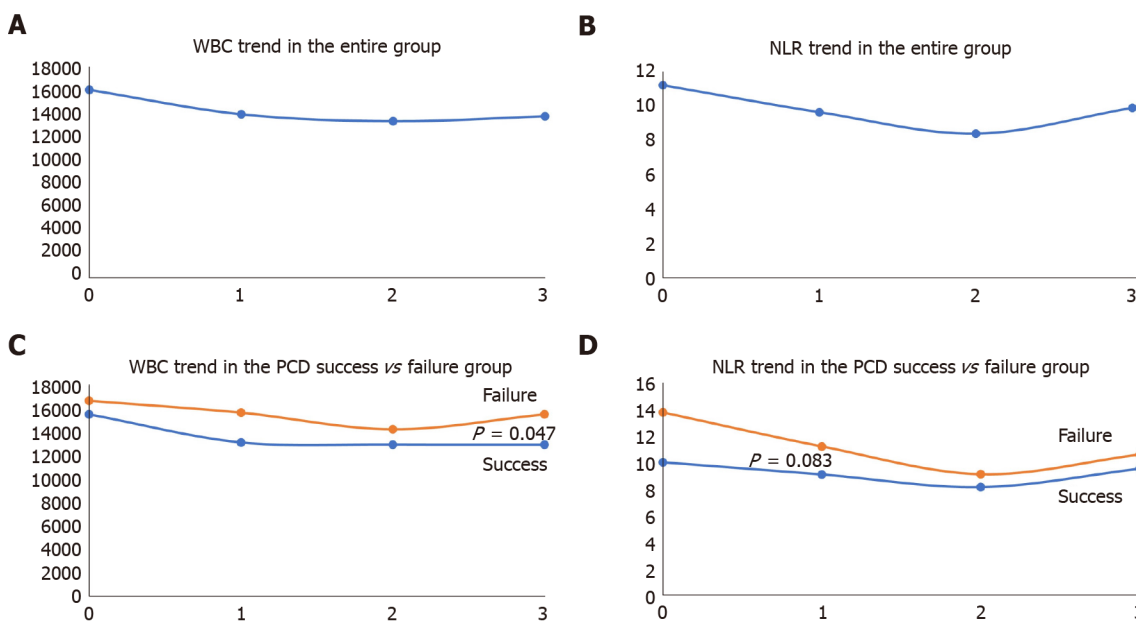 A
WBC trend in the entire group
18000
16000
14000
12000
10000
8000
6000
4000
2000
0
0 1 2 3
B
NLR trend in the entire group
12
10
8
6
4
2
0
0 1 2 3
C
WBC trend in the PCD success vs failure group
18000
16000
14000
12000
10000
8000
6000
4000
2000
0
Failure
P = 0.047
Success
0 1 2 3
D
NLR trend in the PCD success vs failure group
16
14
12
10
8
6
4
2
0
Failure
P = 0.083
Success
0 1 2